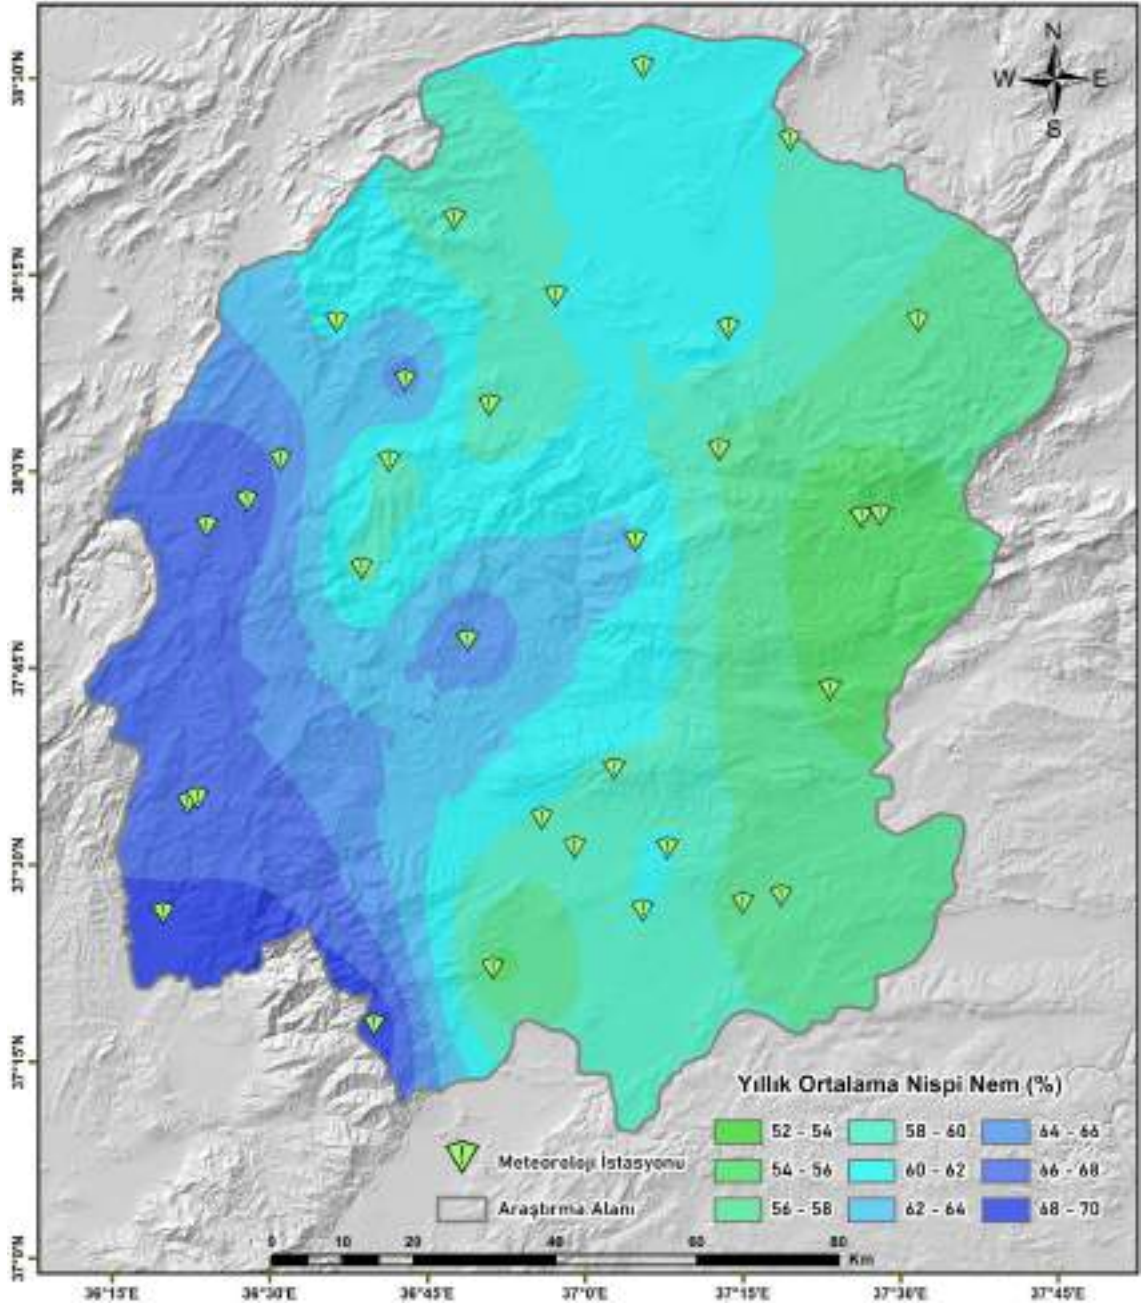 N
W E
S
38°30'N
38°15'N
38°0'N
37°45'N
37°30'N
37°15'N
37°0'N
Yıllık Ortalama Nispi Nem (%)
52 - 54
58 - 60
64 - 66
54 - 56
60 - 62
66 - 68
56 - 58
62 - 64
68 - 70
Meteoroloji İstasyonu
Araştırma Alanı
0 10 20 40 60 80
Km
36°15'E 36°30'E 36°45'E 37°0'E 37°15'E 37°30'E 37°45'E